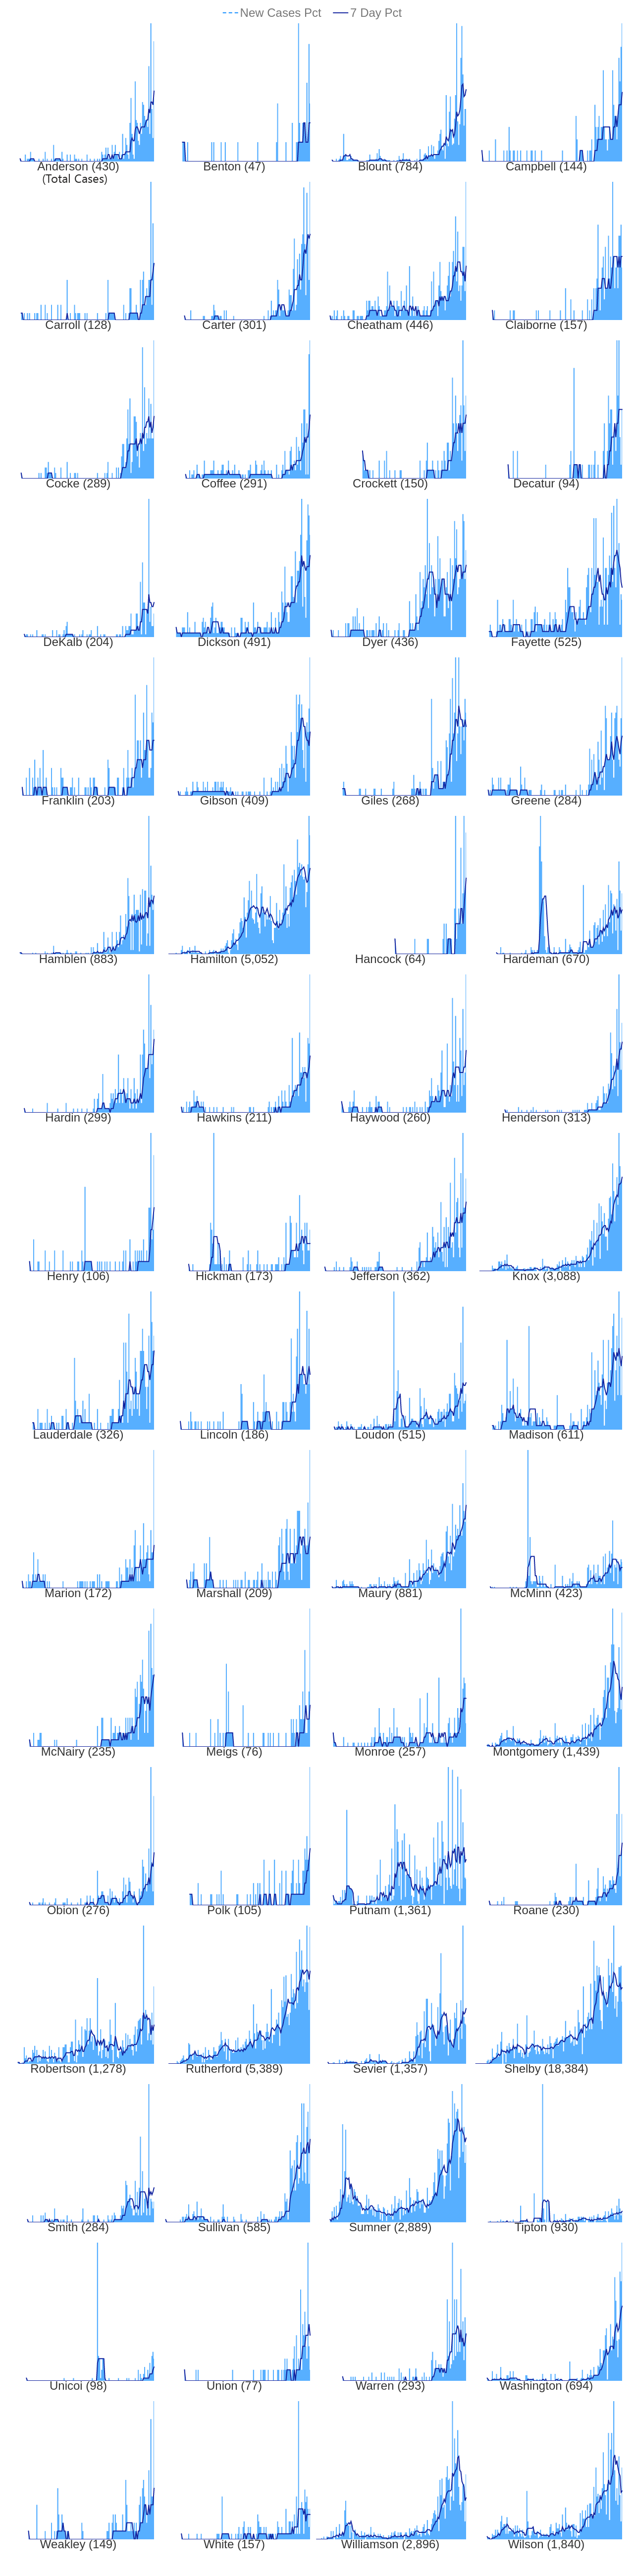 New Cases Pct 7 Day Pct
Anderson (430) Benton (47) Blount (784) Campbell (144)
(Total Cases)
Carroll (128) Carter (301) Cheatham (446) Claiborne (157)
Cocke (289) Coffee (291) Crockett (150) Decatur (94)
DeKalb (204) Dickson (491) Dyer (436) Fayette (525)
Franklin (203) Gibson (409) Giles (268) Greene (284)
Hamblen (883) Hamilton (5,052) Hancock (64) Hardeman (670)
Hardin (299) Hawkins (211) Haywood (260) Henderson (313)
Henry (106) Hickman (173) Jefferson (362) Knox (3,088)
Lauderdale (326) Lincoln (186) Loudon (515) Madison (611)
Marion (172) Marshall (209) Maury (881) McMinn (423)
McNairy (235) Meigs (76) Monroe (257) Montgomery (1,439)
Obion (276) Polk (105) Putnam (1,361) Roane (230)
Robertson (1,278) Rutherford (5,389) Sevier (1,357) Shelby (18,384)
Smith (284) Sullivan (585) Sumner (2,889) Tipton (930)
Unicoi (98) Union (77) Warren (293) Washington (694)
Weakley (149) White (157) Williamson (2,896) Wilson (1,840)